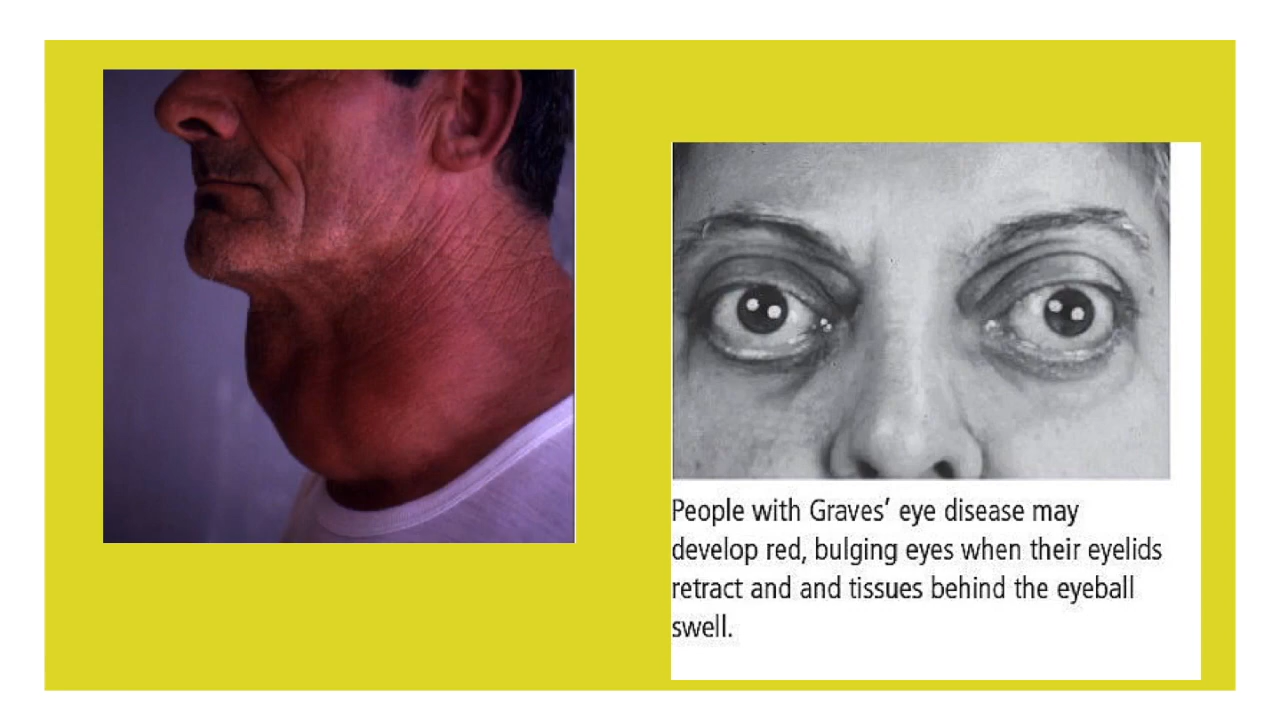 People with Graves’ eye disease may
develop red, bulging eyes when their eyelids
retract and and tissues behind the eyeball
swell.